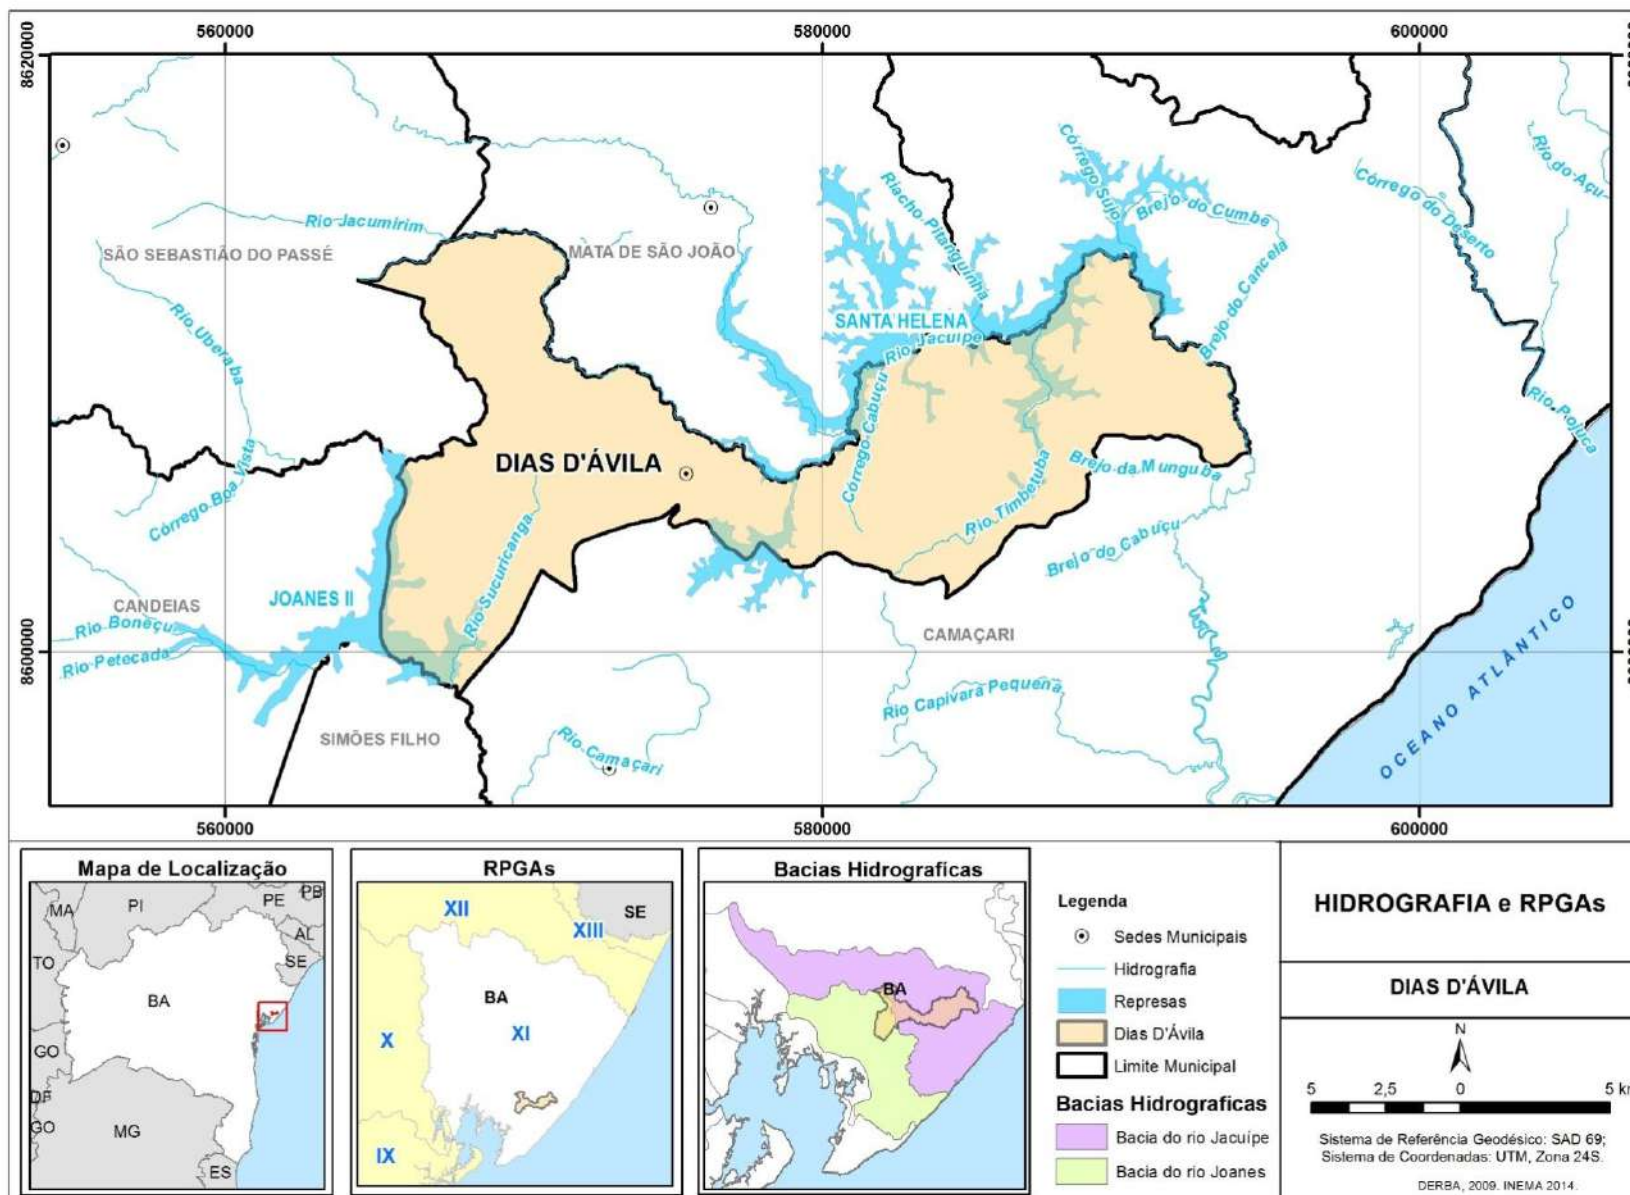 560000
580000
600000
8620000
Córrego Sujo
Rio do Açu
Riacho Pitanguinha
Córrego do Deserto
Brejo do Cumbe
Rio Jacumirim
SÃO SEBASTIÃO DO PASSÉ
MATA DE SÃO JOÃO
Brejo do Cancela
Rio Uberaba
SANTA HELENA
Rio Jacuípe
Córrego Cabuçu
Rio Pojuca
Córrego Boa Vista
DIAS D'ÁVILA
Brejo da Munguba
Rio Timbetuba
Rio Sucuricanga
Brejo do Cabuçu
JOANES II
CANDEIAS
Rio Boneçu
Rio Petecada
CAMAÇARI
8600000
Rio Capivara Pequena
OCEANO ATLÂNTICO
SIMÕES FILHO
Rio Camaçari
560000
580000
600000
Mapa de Localização
MA
PI
PE
PB
AL
SE
TO
BA
GO
DF
GO
MG
ES
RPGAs
XII
SE
XIII
BA
X
XI
IX
Bacias Hidrograficas
BA
Legenda
Sedes Municipais
Hidrografia
Represas
Dias D'Ávila
Limite Municipal
Bacias Hidrograficas
Bacia do rio Jacuípe
Bacia do rio Joanes
HIDROGRAFIA e RPGAs
DIAS D'ÁVILA
N
5 2,5 0 5 km
Sistema de Referência Geodésico: SAD 69;
Sistema de Coordenadas: UTM, Zona 24S.
DERBA, 2009. INEMA 2014.